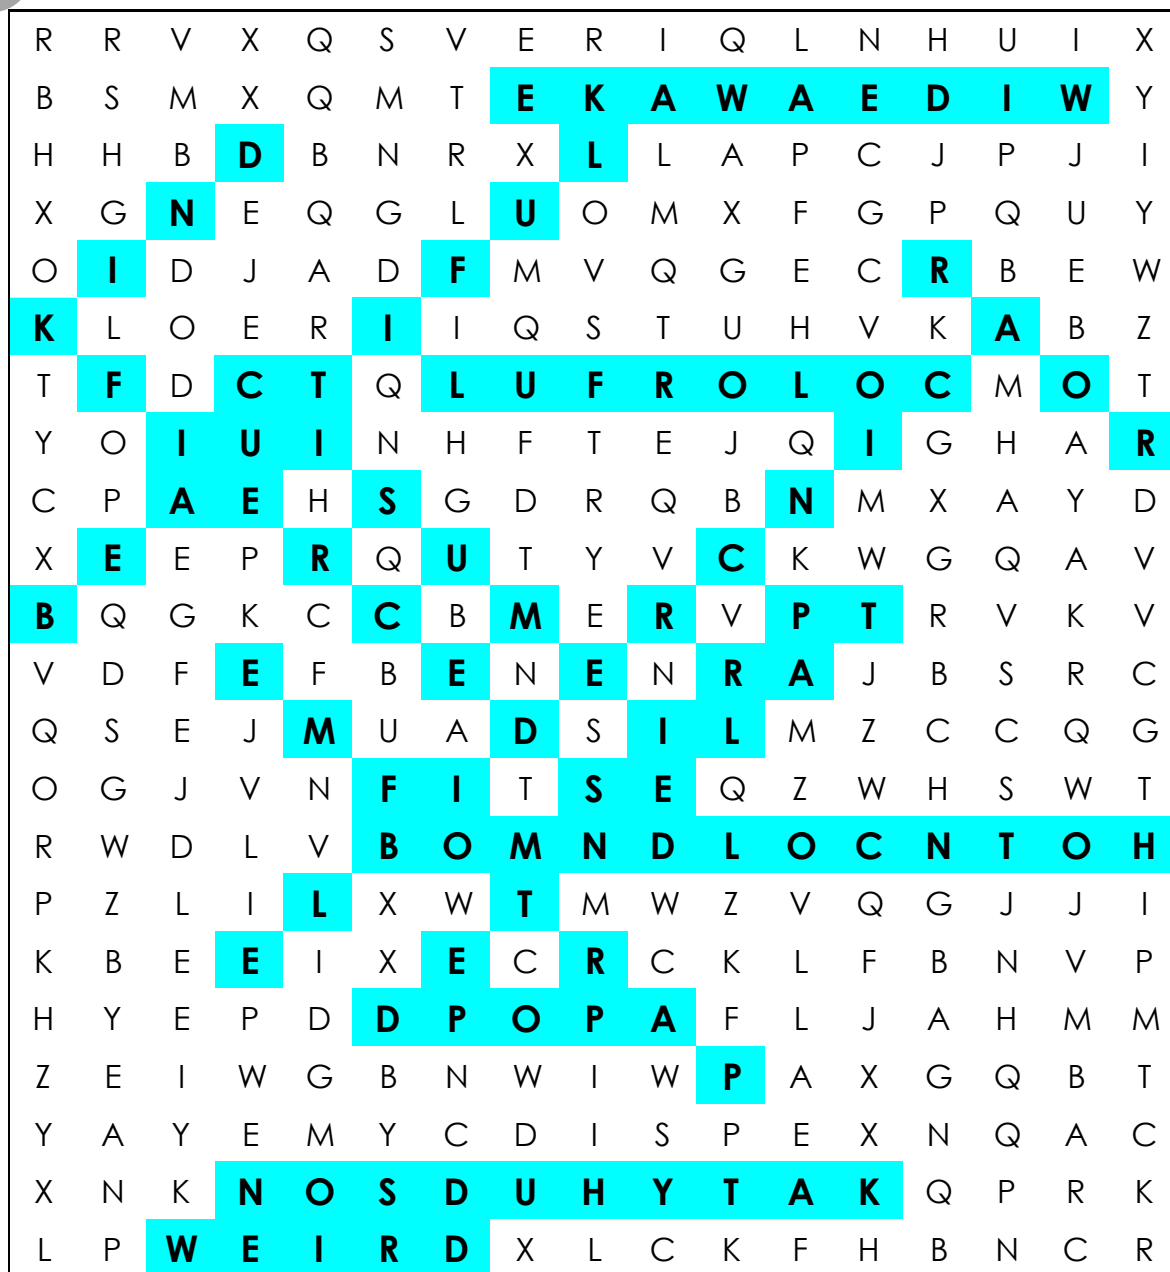 R R V X Q S V E R I Q L N H U I X
B S M X Q M T E K A W A E D I W Y
H H B D B N R X L L A P C J P J I
X G N E Q G L U O M X F G P Q U Y
O I D J A D F M V Q G E C R B E W
K L O E R I I Q S T U H V K A B Z
T F D C T Q L U F R O L O C M O T
Y O I U I N H F T E J Q I G H A R
C P A E H S G D R Q B N M X A Y D
X E E P R Q U T Y V C K W G Q A V
B Q G K C C B M E R V P T R V K V
V D F E F B E N E N R A J B S R C
Q S E J M U A D S I L M Z C C Q G
O G J V N F I T S E Q Z W H S W T
R W D L V B O M N D L O C N T O H
P Z L I L X W T M W Z V Q G J J I
K B E E I X E C R C K L F B N V P
H Y E P D D P O P A F L J A H M M
Z E I W G B N W I W P A X G Q B T
Y A Y E M Y C D I S P E X N Q A C
X N K N O S D U H Y T A K Q P R K
L P W E I R D X L C K F H B N C R